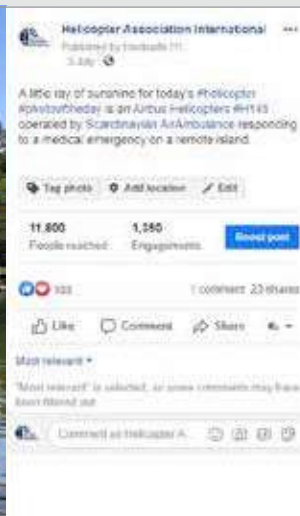 Helicopter Association International
Published by
5 July
A little ray of sunshine for today's #helicopter
#photooftheday is an Airbus Helicopters #H145
operated by Scandinavian AirAmbulance responding
to a medical emergency on a remote island.
Tag photo Add location Edit
11,800 1,380
People reached Engagements
Boost post
1 comment 23 shares
Like Comment Share
Most relevant
"Most relevant" is selected, so some comments may have
been filtered out
Comment as Helicopter A